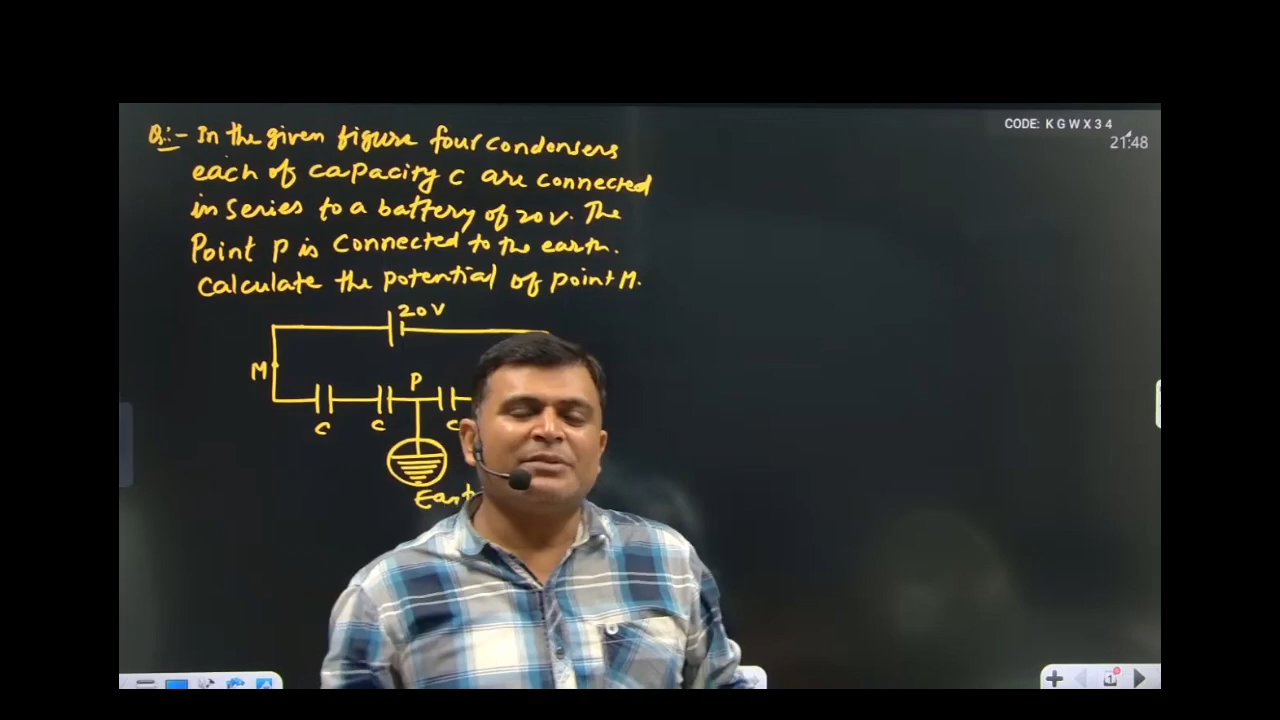 CODE: K G W X 3 4
21:48
Q:- In the given figure four condensers
each of capacity C are connected
in series to a battery of 20V. The
Point P is connected to the earth.
Calculate the potential of point M.
20V
M
P
C C C